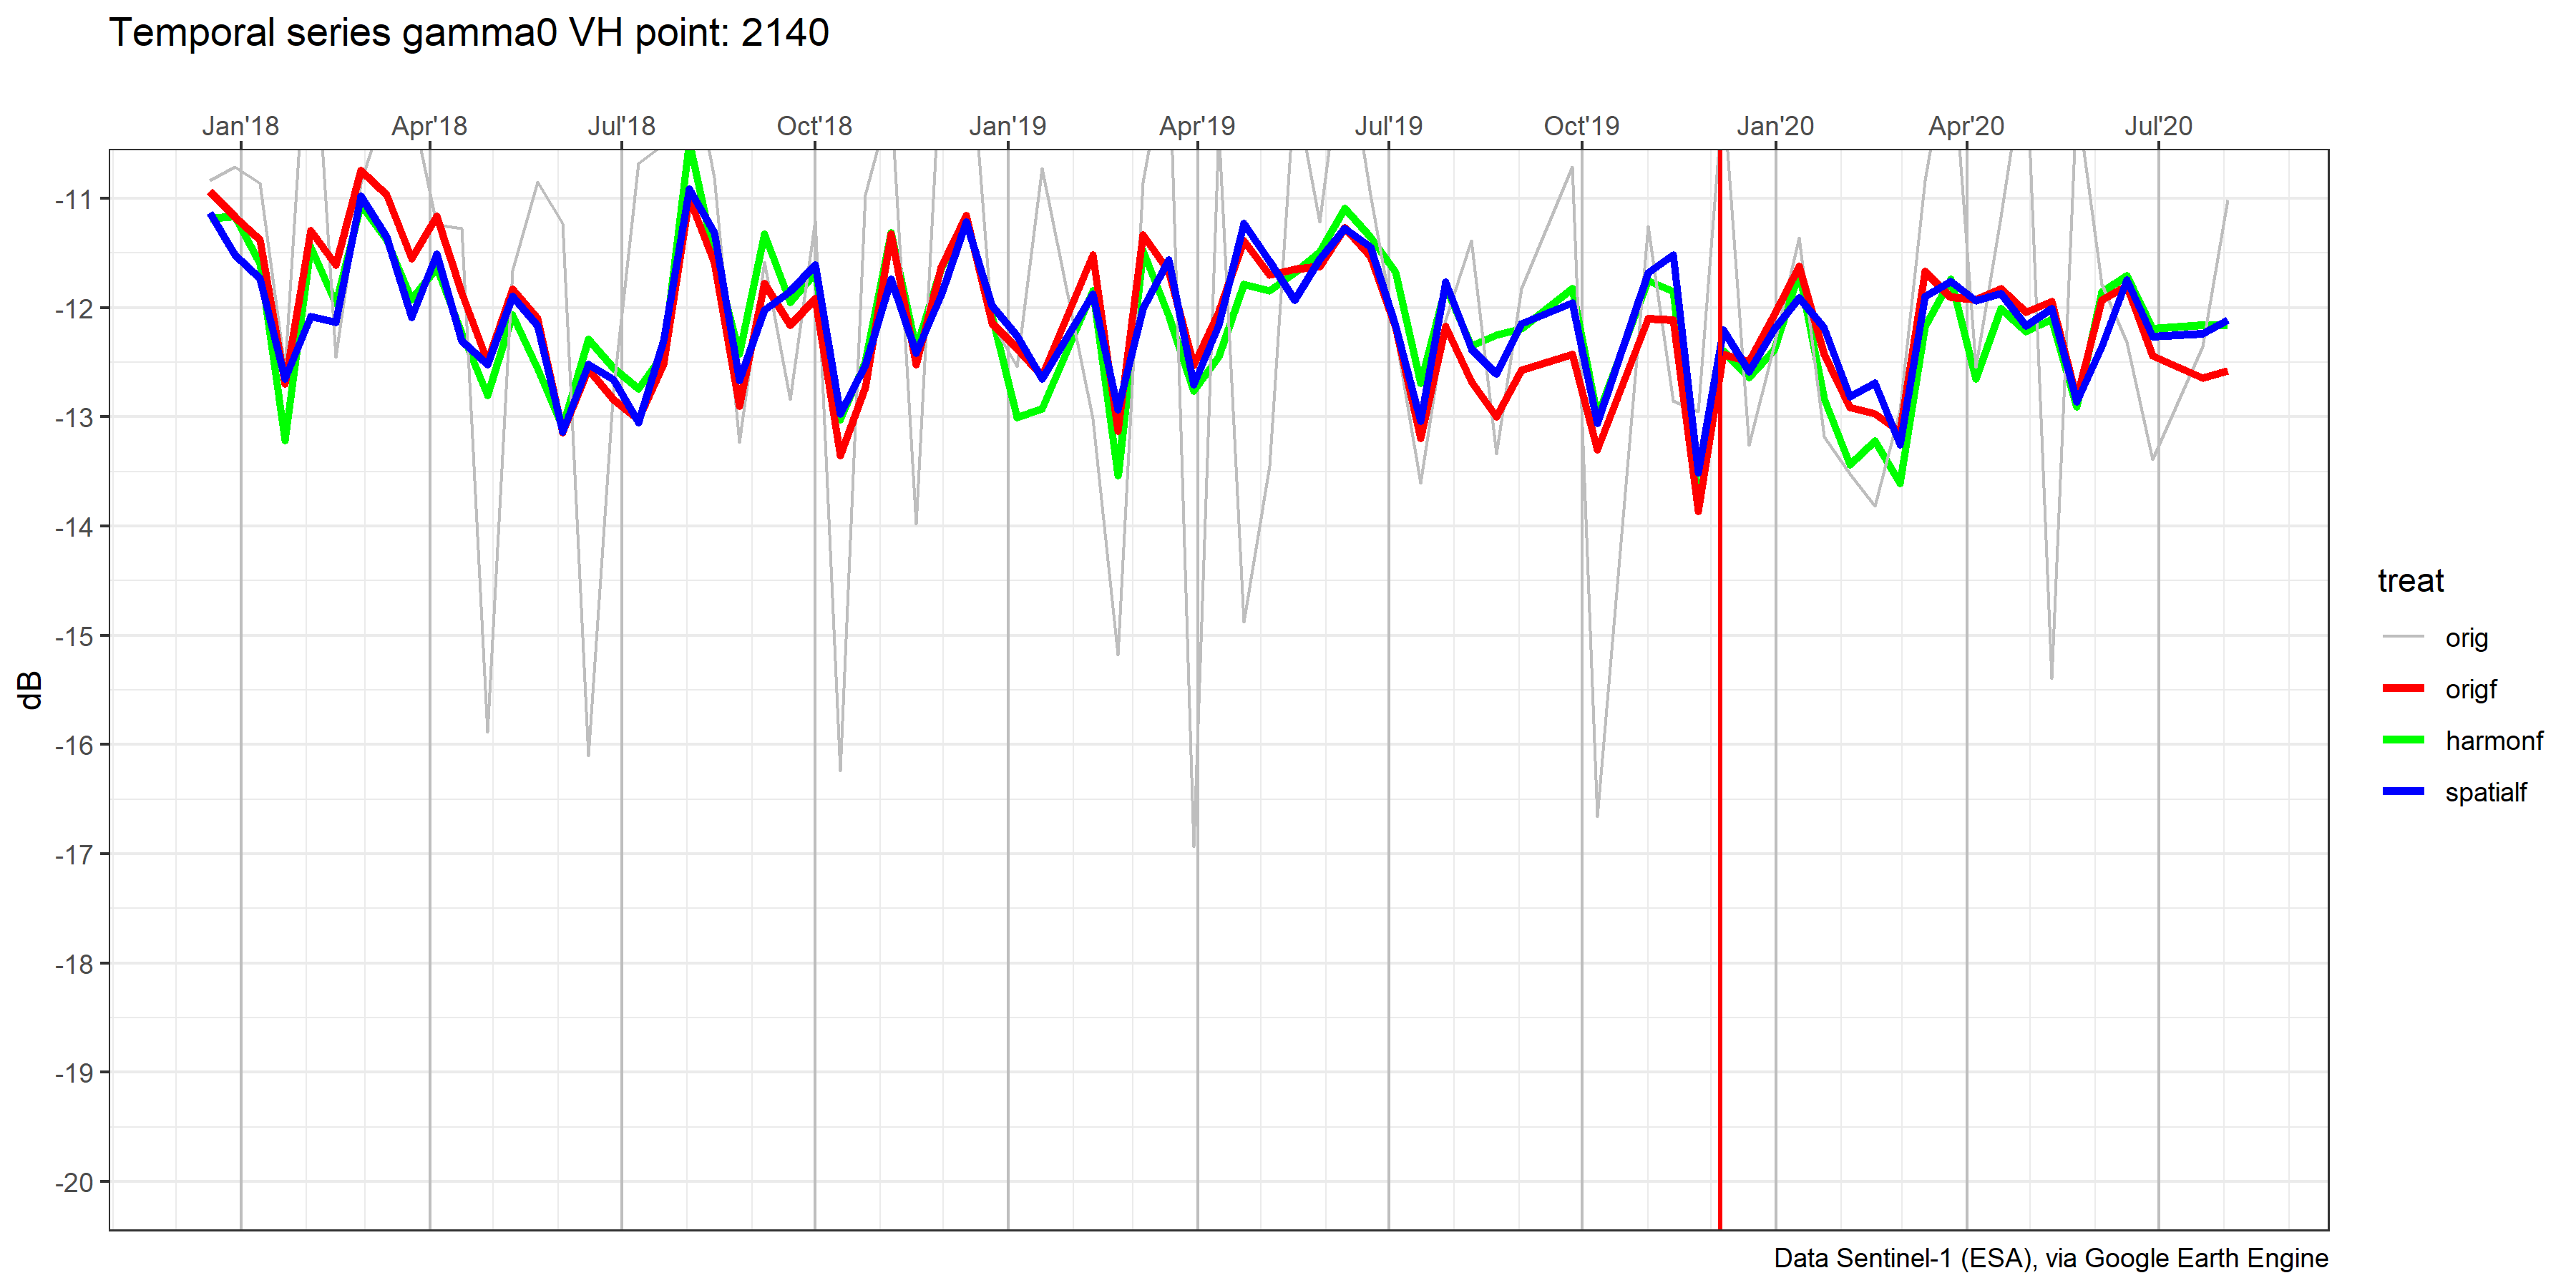 Temporal series gamma0 VH point: 2140
Jan'18 Apr'18 Jul'18 Oct'18 Jan'19 Apr'19 Jul'19 Oct'19 Jan'20 Apr'20 Jul'20
-11
-12
-13
-14
-15
-16
-17
-18
-19
-20
dB
treat
orig
origf
harmonf
spatialf
Data Sentinel-1 (ESA), via Google Earth Engine